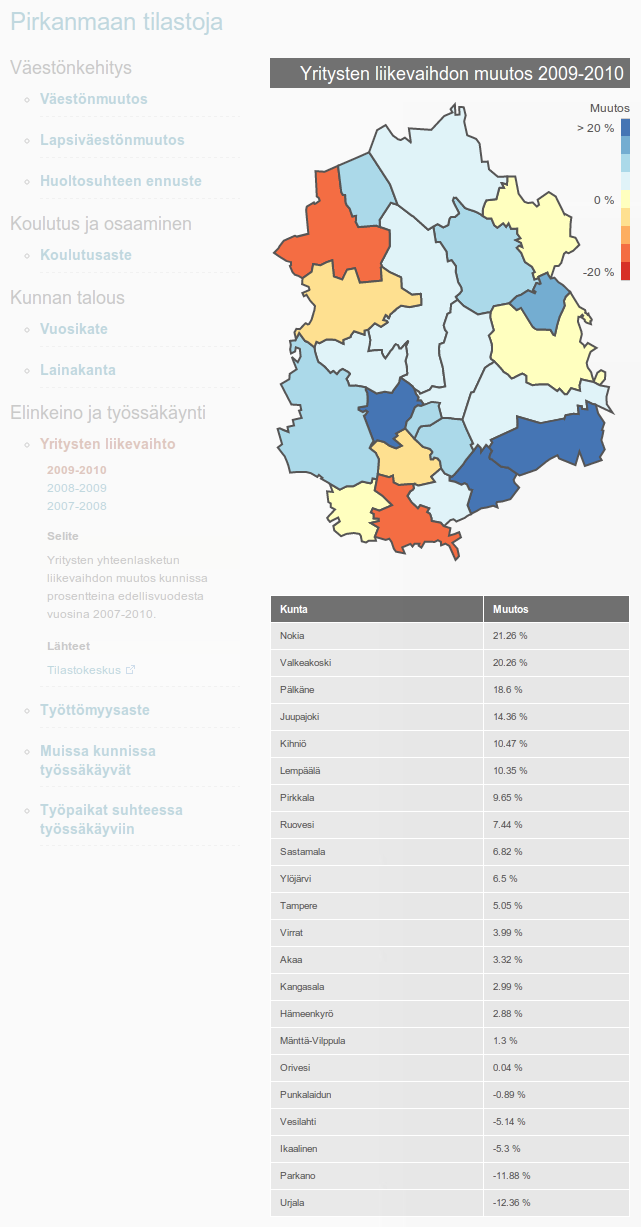 Pirkanmaan tilastoja
Väestönkehitys
Väestönmuutos
Lapsiväestönmuutos
Huoltosuhteen ennuste
Koulutus ja osaaminen
Koulutusaste
Kunnan talous
Vuosikate
Lainakanta
Elinkeino ja työssäkäynti
Yritysten liikevaihto
2009-2010
2008-2009
2007-2008
Selite
Yritysten yhteenlasketun
liikevaihdon muutos kunnissa
prosentteina edellisvuodesta
vuosina 2007-2010.
Lähteet
Tilastokeskus
Työttömyysaste
Muissa kunnissa
työssäkäyvät
Työpaikat suhteessa
työssäkäyviin
Yritysten liikevaihdon muutos 2009-2010
Muutos
> 20 %
0 %
-20 %
Kunta Muutos
Nokia 21.26 %
Valkeakoski 20.26 %
Pälkäne 18.6 %
Juupajoki 14.36 %
Kihniö 10.47 %
Lempäälä 10.35 %
Pirkkala 9.65 %
Ruovesi 7.44 %
Sastamala 6.82 %
Ylöjärvi 6.5 %
Tampere 5.05 %
Virrat 3.99 %
Akaa 3.32 %
Kangasala 2.99 %
Hämeenkyrö 2.88 %
Mänttä-Vilppula 1.3 %
Orivesi 0.04 %
Punkalaidun -0.89 %
Vesilahti -5.14 %
Ikaalinen -5.3 %
Parkano -11.88 %
Urjala -12.36 %